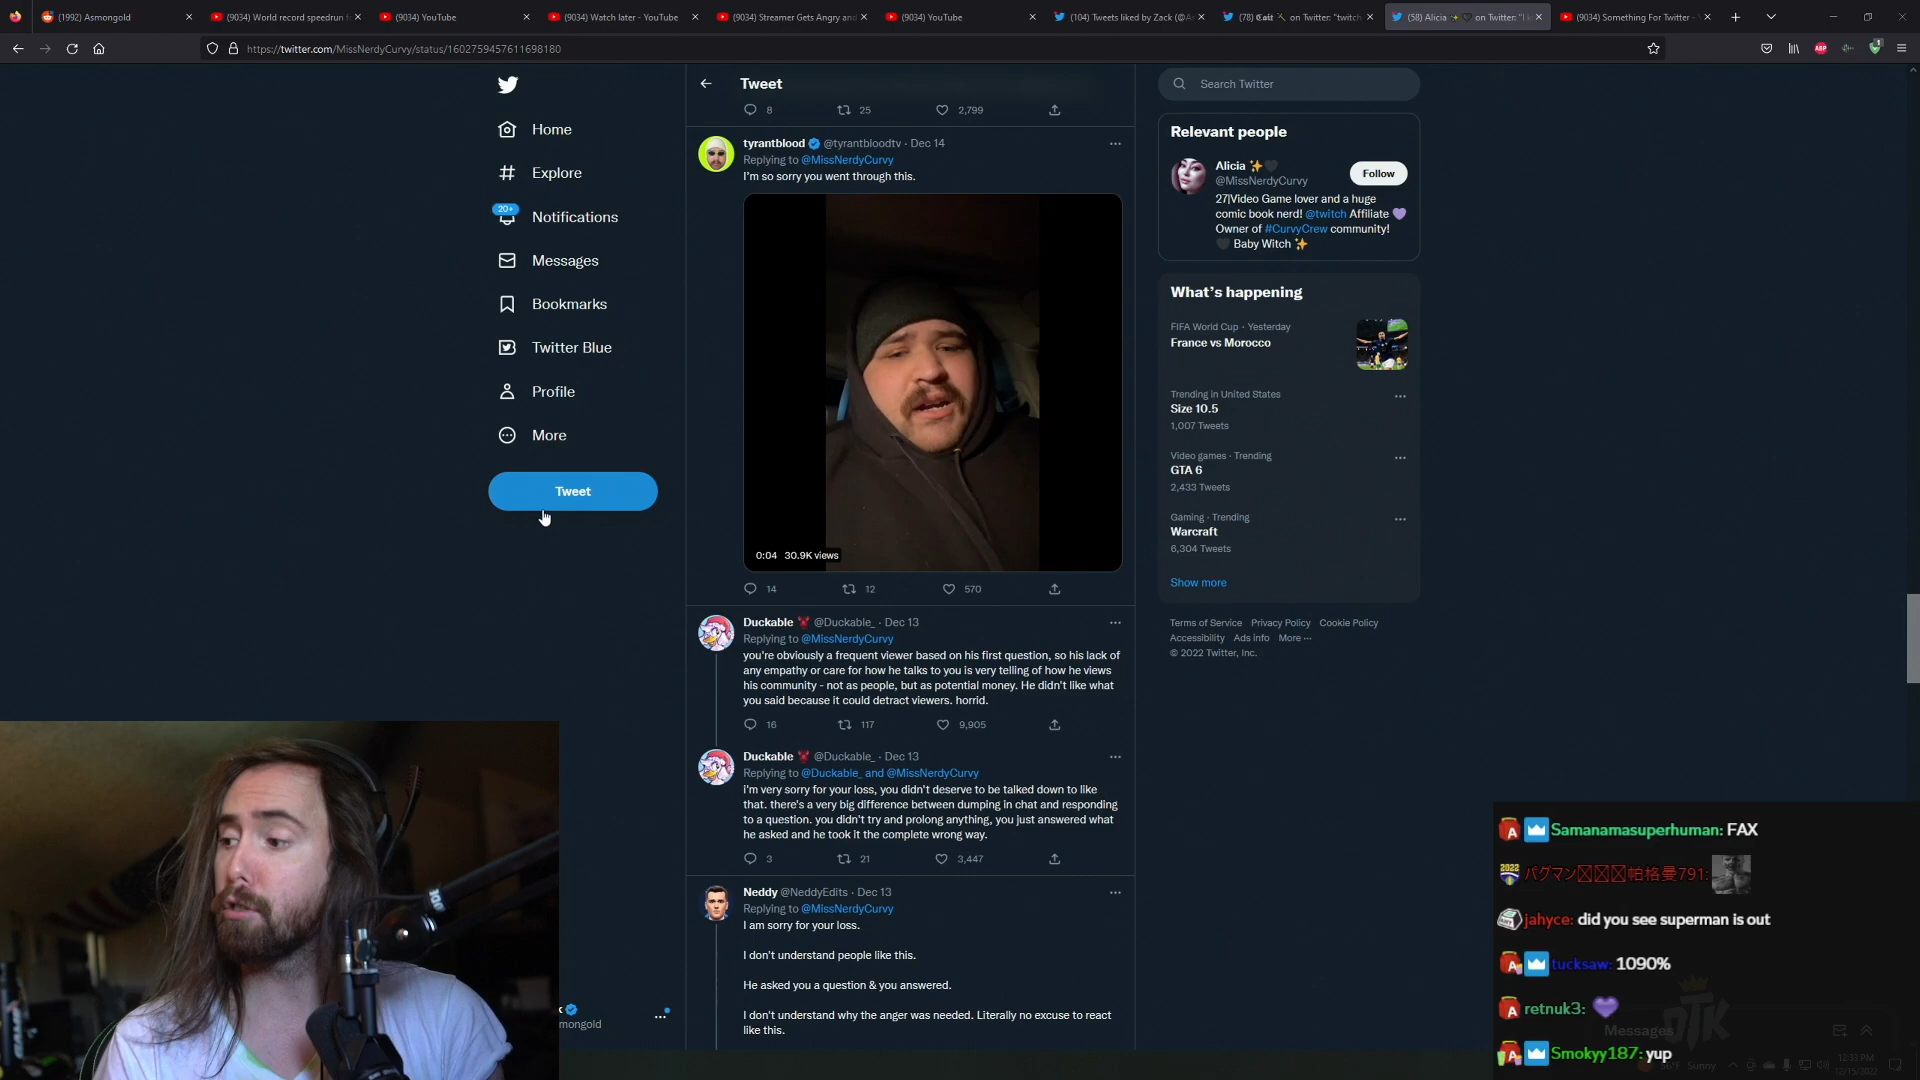 (1992) Asmongold
(9034) World record speedrun f
(9034) YouTube
(9034) Watch later - YouTube
(9034) Streamer Gets Angry and
(9034) YouTube
(104) Tweets liked by Zack (@As
on Twitter: "twitch
(58) Alicia ✨🖤 on Twitter: "I k
(9034) Something For Twitter -
https://twitter.com/MissNerdyCurvy/status/1602759457611698180
Home
Explore
20+
Notifications
Messages
Bookmarks
Twitter Blue
Profile
More
Tweet
mongold
Tweet
8 25 2,799
tyrantblood @tyrantbloodtv · Dec 14
Replying to @MissNerdyCurvy
I'm so sorry you went through this.
0:04 30.9K views
14 12 570
Duckable @Duckable_ · Dec 13
Replying to @MissNerdyCurvy
you're obviously a frequent viewer based on his first question, so his lack of
any empathy or care for how he talks to you is very telling of how he views
his community - not as people, but as potential money. He didn't like what
you said because it could detract viewers. horrid.
16 117 9,905
Duckable @Duckable_ · Dec 13
Replying to @Duckable_ and @MissNerdyCurvy
i'm very sorry for your loss, you didn't deserve to be talked down to like
that. there's a very big difference between dumping in chat and responding
to a question. you didn't try and prolong anything, you just answered what
he asked and he took it the complete wrong way.
3 21 3,447
Neddy @NeddyEdits · Dec 13
Replying to @MissNerdyCurvy
I am sorry for your loss.
I don't understand people like this.
He asked you a question & you answered.
I don't understand why the anger was needed. Literally no excuse to react
like this.
Search Twitter
Relevant people
Alicia ✨🖤
@MissNerdyCurvy
Follow
27|Video Game lover and a huge
comic book nerd! @twitch Affiliate 💜
Owner of #CurvyCrew community!
🖤 Baby Witch ✨
What's happening
FIFA World Cup · Yesterday
France vs Morocco
Trending in United States
Size 10.5
1,007 Tweets
Video games · Trending
GTA 6
2,433 Tweets
Gaming · Trending
Warcraft
6,304 Tweets
Show more
Terms of Service Privacy Policy Cookie Policy
Accessibility Ads info More ···
© 2022 Twitter, Inc.
Samanamasuperhuman: FAX
パグマン帕格曼791:
jahyce: did you see superman is out
tucksaw: 1090%
retnuk3: 💜
Messages
Smokyy187: yup
Sunny
12:33 PM
12/15/2022